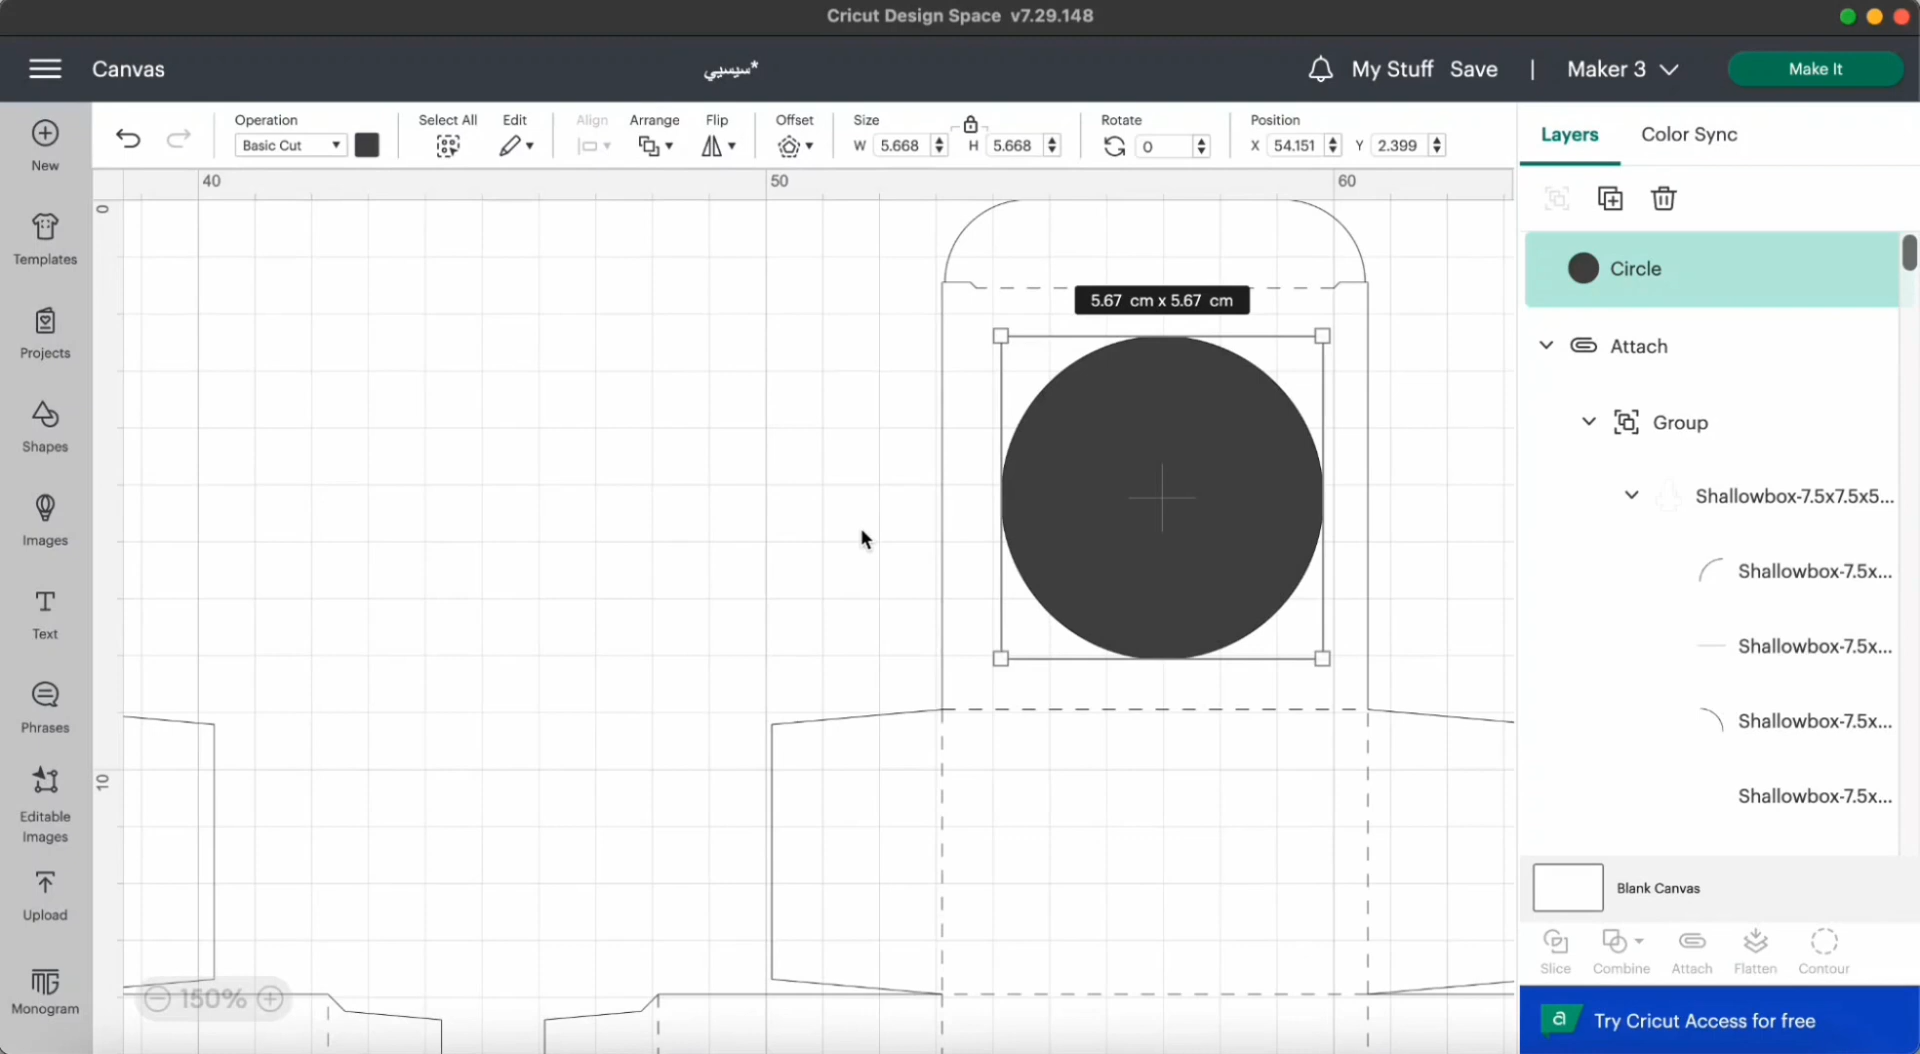 Cricut Design Space v7.29.148
Canvas
سيسيي*
My Stuff
Save
|
Maker 3
Make It
New
Templates
Projects
Shapes
Images
Text
Phrases
Editable
Images
Upload
Monogram
Operation
Basic Cut
Select All
Edit
Align
Arrange
Flip
Offset
Size
W 5.668
H 5.668
Rotate
0
Position
X 54.151
Y 2.399
40
50
60
0
10
5.67 cm x 5.67 cm
150%
Layers
Color Sync
Circle
Attach
Group
Shallowbox-7.5x7.5x5...
Shallowbox-7.5x...
Shallowbox-7.5x...
Shallowbox-7.5x...
Shallowbox-7.5x...
Blank Canvas
Slice
Combine
Attach
Flatten
Contour
a
Try Cricut Access for free